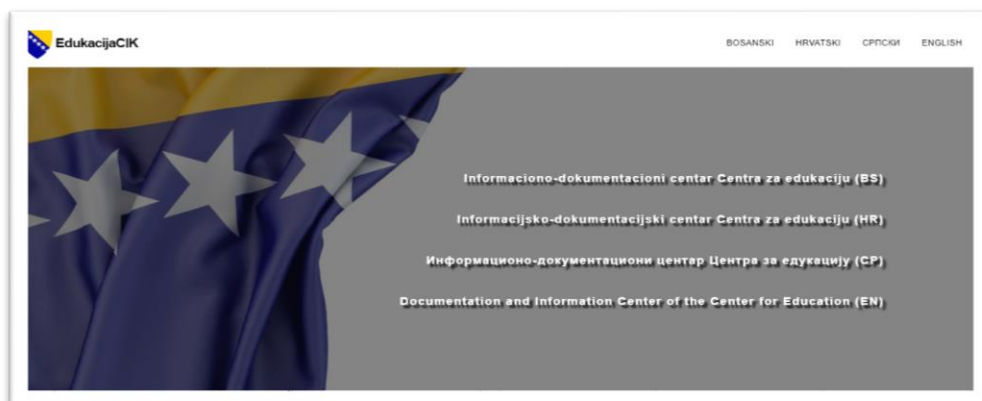 EdukacijaCIK
BOSANSKI HRVATSKI СРПСКИ ENGLISH
Informaciono-dokumentacioni centar Centra za edukaciju (BS)
Informacijsko-dokumentacijski centar Centra za edukaciju (HR)
Информационо-документациони центар Центра за едукацију (СР)
Documentation and Information Center of the Center for Education (EN)